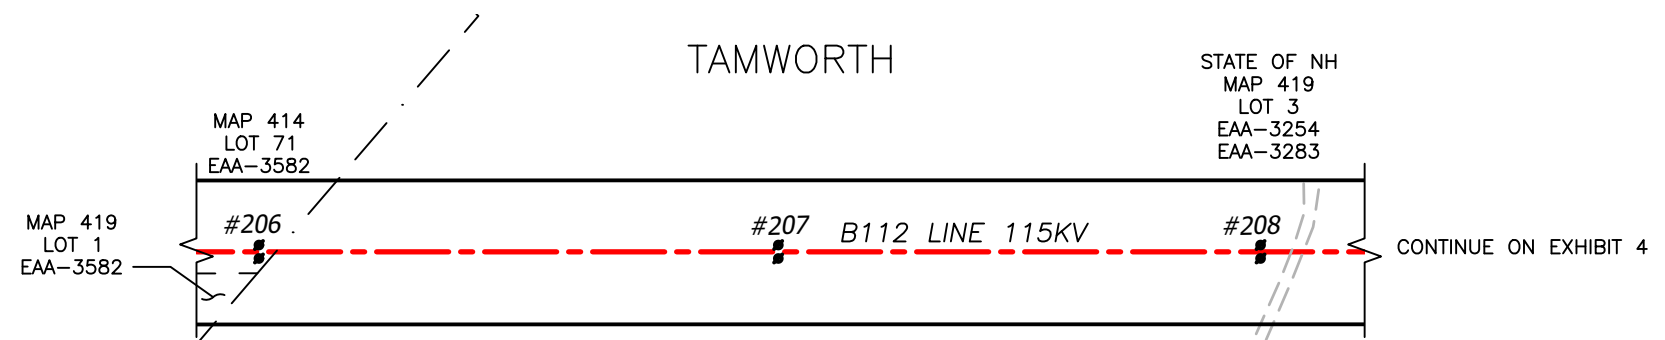 TAMWORTH
STATE OF NH
MAP 419
LOT 3
EAA-3254
EAA-3283
MAP 414
LOT 71
EAA-3582
MAP 419
LOT 1
EAA-3582
#206
#207
B112 LINE 115KV
#208
CONTINUE ON EXHIBIT 4